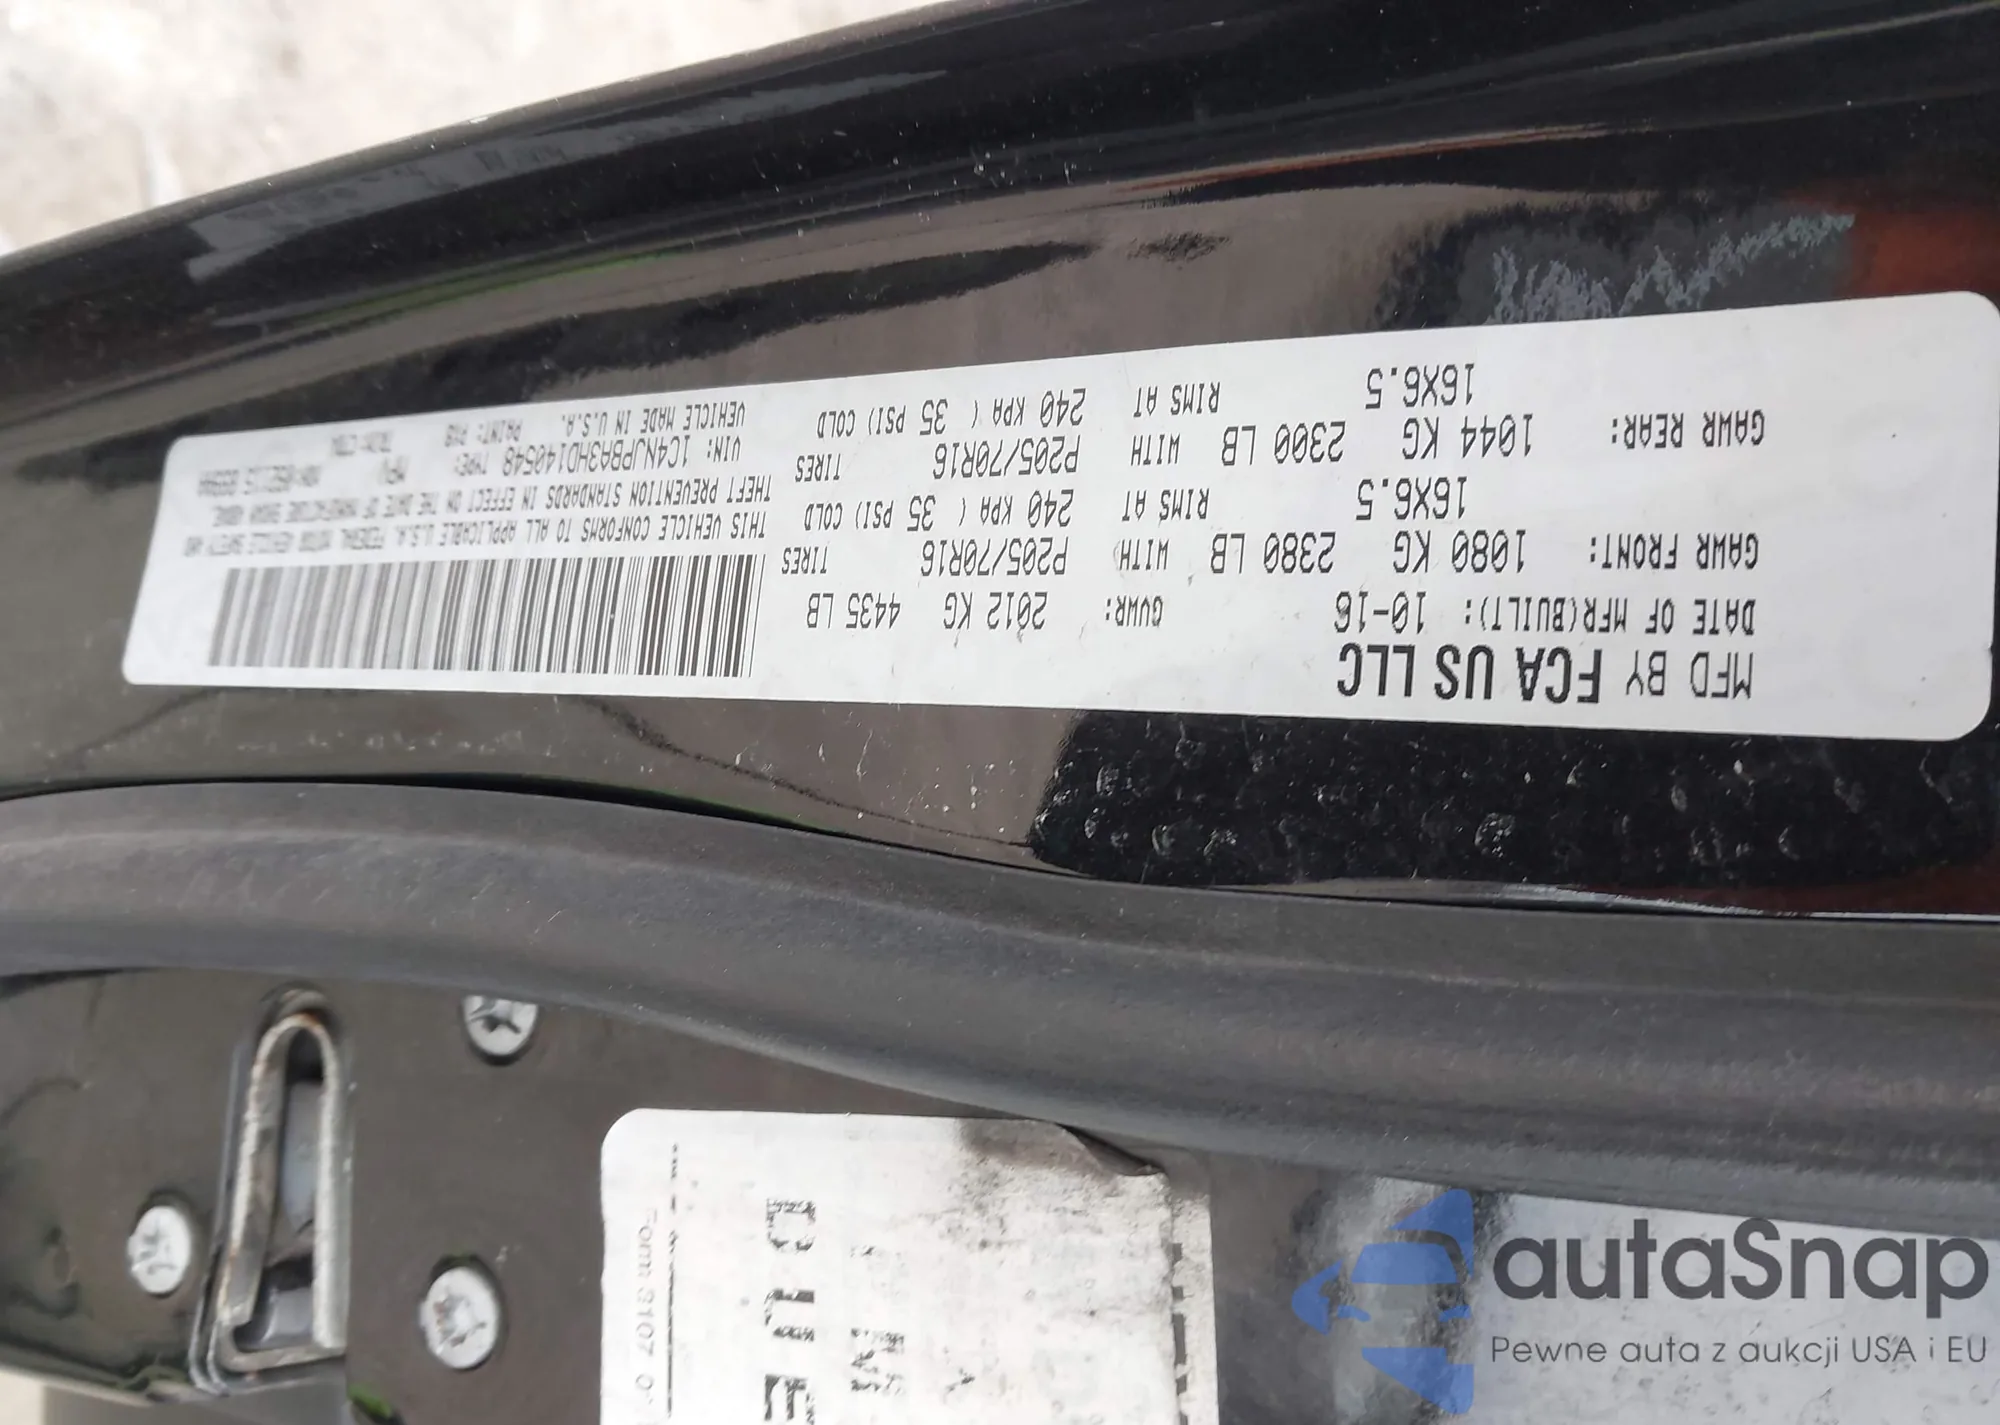 MFD BY FCA US LLC
DATE OF MFR(BUILT): 10-16 GVWR: 2012 KG 4435 LB
GAWR FRONT: 1080 KG 2380 LB WITH P205/70R16 TIRES
16X6.5 RIMS AT 240 KPA ( 35 PSI) COLD
GAWR REAR: 1044 KG 2300 LB WITH P205/70R16 TIRES
16X6.5 RIMS AT 240 KPA ( 35 PSI) COLD
THIS VEHICLE CONFORMS TO ALL APPLICABLE U.S.A. FEDERAL MOTOR VEHICLE SAFETY AND
THEFT PREVENTION STANDARDS IN EFFECT ON THE DATE OF MANUFACTURE SHOWN ABOVE.
VIN: 1C4NJPBA3HD140548 TYPE: MPV
VEHICLE MADE IN U.S.A. PAINT:
Form 3107
autaSnap
Pewne auta z aukcji USA i EU